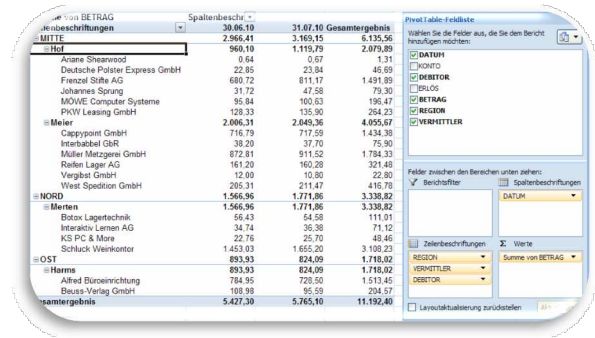 von BETRAG Spaltenbeschr
30.06.10 31.07.10 Gesamtergebnis
MITTE 2.966,41 3.169,15 6.135,56
Hof 960,10 1.119,79 2.079,89
Ariane Shearwood 0,64 0,67 1,31
Deutsche Polster Express GmbH 22,85 23,84 46,69
Frenzel Stifte AG 680,72 811,17 1.491,89
Johannes Sprung 31,72 47,58 79,30
MÖWE Computer Systeme 95,84 100,63 196,47
PKW Leasing GmbH 128,33 135,90 264,23
Meier 2.006,31 2.049,36 4.055,67
Cappypoint GmbH 716,79 717,59 1.434,38
Interbabbel GbR 38,20 37,70 75,90
Müller Metzgerei GmbH 872,81 911,52 1.784,33
Reifen Lager AG 161,20 160,28 321,48
Vergibst GmbH 12,00 10,80 22,80
West Spedition GmbH 205,31 211,47 416,78
NORD 1.566,96 1.771,86 3.338,82
Merten 1.566,96 1.771,86 3.338,82
Botox Lagertechnik 56,43 54,58 111,01
Interaktiv Lernen AG 34,74 36,38 71,12
KS PC & More 22,76 25,70 48,46
Schluck Weinkontor 1.453,03 1.655,20 3.108,23
OST 893,93 824,09 1.718,02
Harms 893,93 824,09 1.718,02
Alfred Büroeinrichtung 784,95 728,50 1.513,45
Beuss-Verlag GmbH 108,98 95,59 204,57
5.427,30 5.765,10 11.192,40
PivotTable-Feldliste
Wählen Sie die Felder aus, die Sie dem Bericht
hinzufügen möchten:
DATUM
KONTO
DEBITOR
ERLÖS
BETRAG
REGION
VERMITTLER
Felder zwischen den Bereichen unten ziehen:
Berichtsfilter Spaltenbeschriftungen
DATUM
Zeilenbeschriftungen Σ Werte
REGION Summe von BETRAG
VERMITTLER
DEBITOR
Layoutaktualisierung zurückstellen